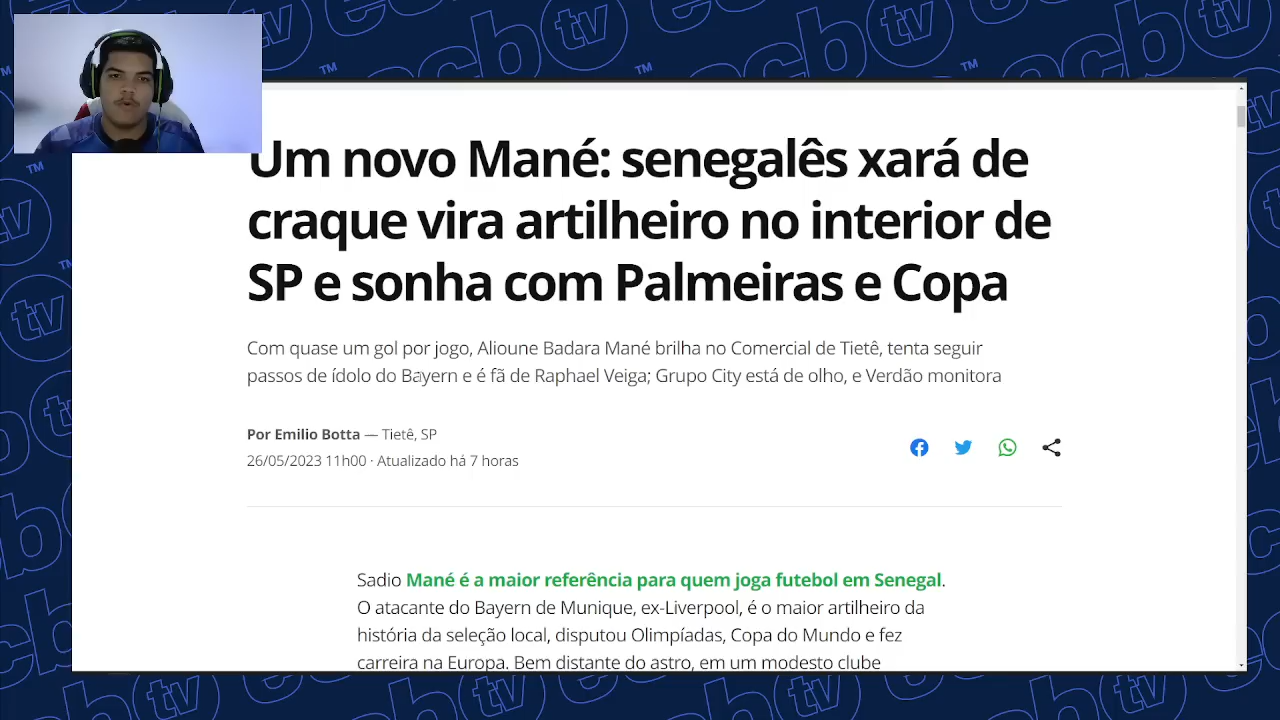 Um novo Mané: senegalês xará de
craque vira artilheiro no interior de
SP e sonha com Palmeiras e Copa
Com quase um gol por jogo, Alioune Badara Mané brilha no Comercial de Tietê, tenta seguir
passos de ídolo do Bayern e é fã de Raphael Veiga; Grupo City está de olho, e Verdão monitora
Por Emilio Botta — Tietê, SP
26/05/2023 11h00 · Atualizado há 7 horas
Sadio Mané é a maior referência para quem joga futebol em Senegal.
O atacante do Bayern de Munique, ex-Liverpool, é o maior artilheiro da
história da seleção local, disputou Olimpíadas, Copa do Mundo e fez
carreira na Europa. Bem distante do astro, em um modesto clube